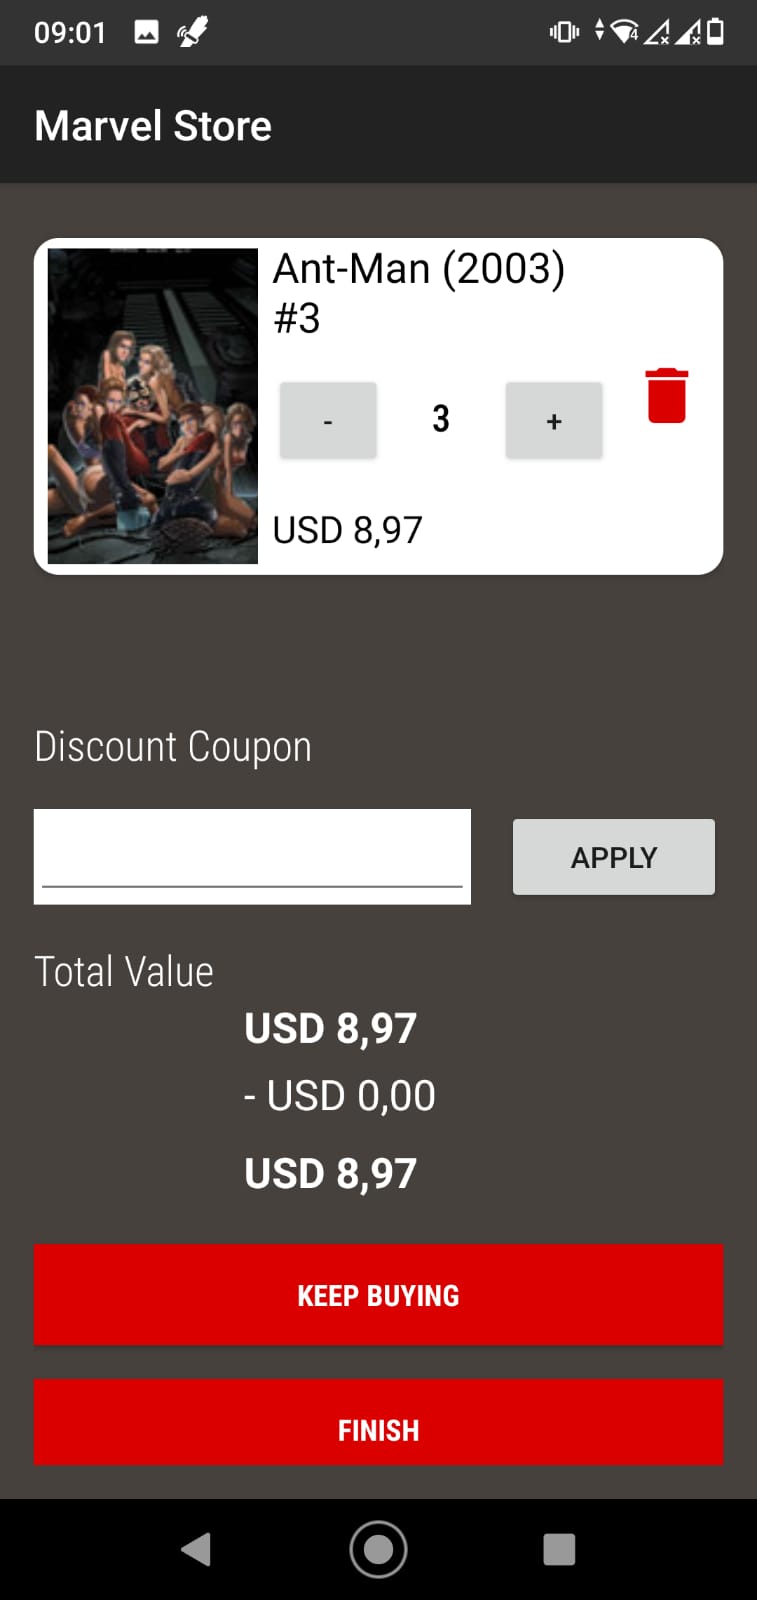 09:01
Marvel Store
Ant-Man (2003)
#3
- 3 +
USD 8,97
Discount Coupon
APPLY
Total Value
USD 8,97
- USD 0,00
USD 8,97
KEEP BUYING
FINISH